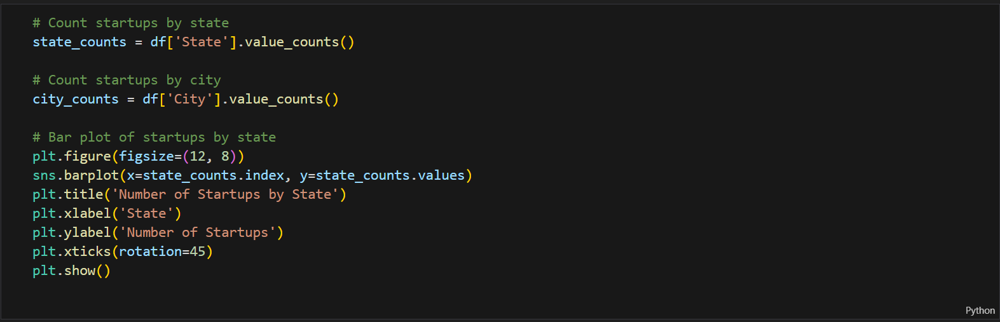 # Count startups by state
state_counts = df['State'].value_counts()
# Count startups by city
city_counts = df['City'].value_counts()
# Bar plot of startups by state
plt.figure(figsize=(12, 8))
sns.barplot(x=state_counts.index, y=state_counts.values)
plt.title('Number of Startups by State')
plt.xlabel('State')
plt.ylabel('Number of Startups')
plt.xticks(rotation=45)
plt.show()
Python